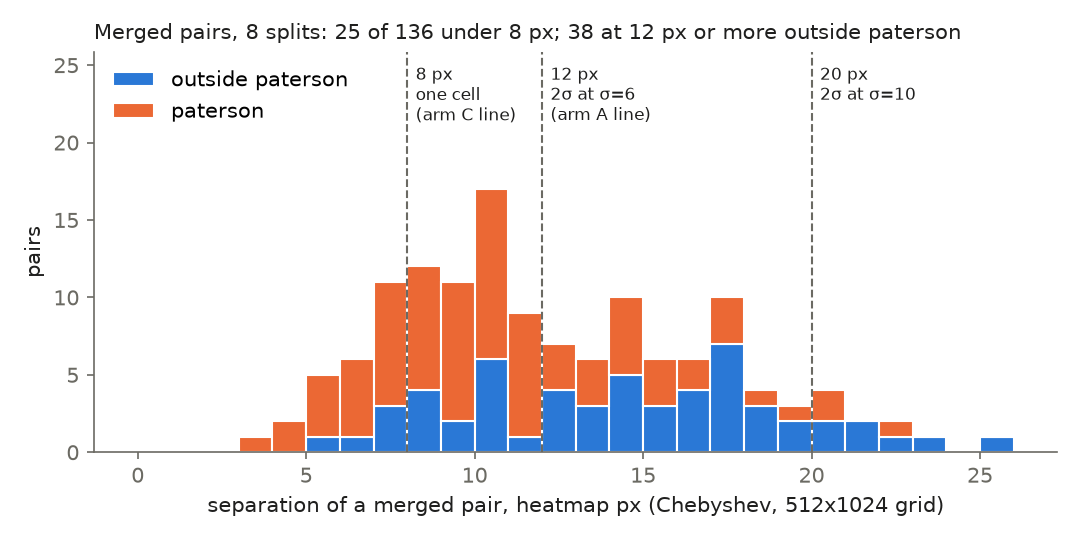 Merged pairs, 8 splits: 25 of 136 under 8 px; 38 at 12 px or more outside paterson
outside paterson
paterson
8 px
one cell
(arm C line)
12 px
2σ at σ=6
(arm A line)
20 px
2σ at σ=10
pairs
25
20
15
10
5
0
0 5 10 15 20 25
separation of a merged pair, heatmap px (Chebyshev, 512x1024 grid)